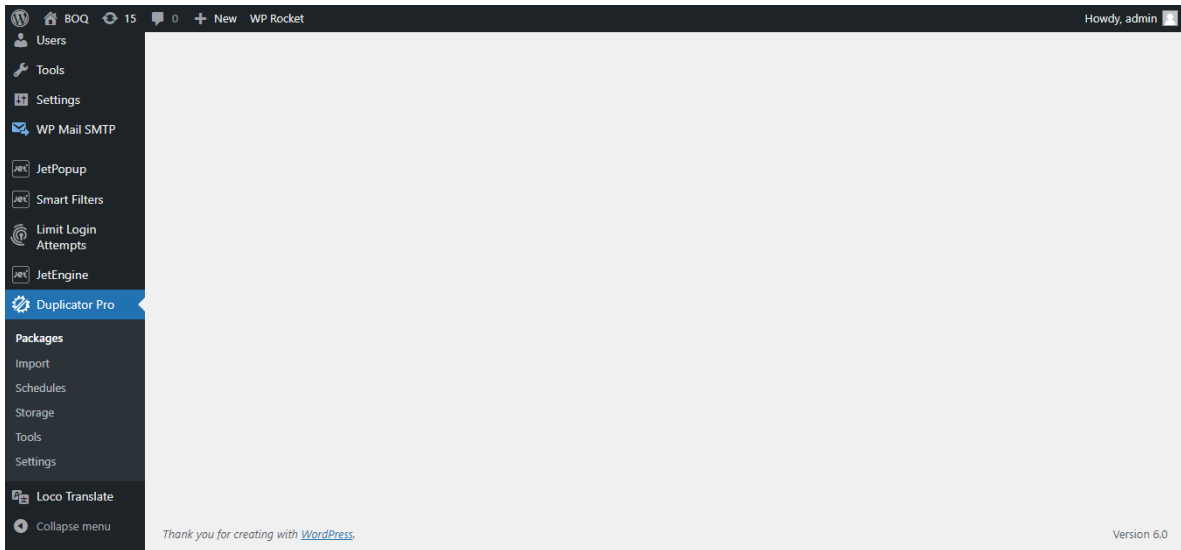 BOQ 15 0 New WP Rocket Howdy, admin
Users
Tools
Settings
WP Mail SMTP
JetPopup
Smart Filters
Limit Login
Attempts
JetEngine
Duplicator Pro
Packages
Import
Schedules
Storage
Tools
Settings
Loco Translate
Collapse menu
Thank you for creating with WordPress. Version 6.0